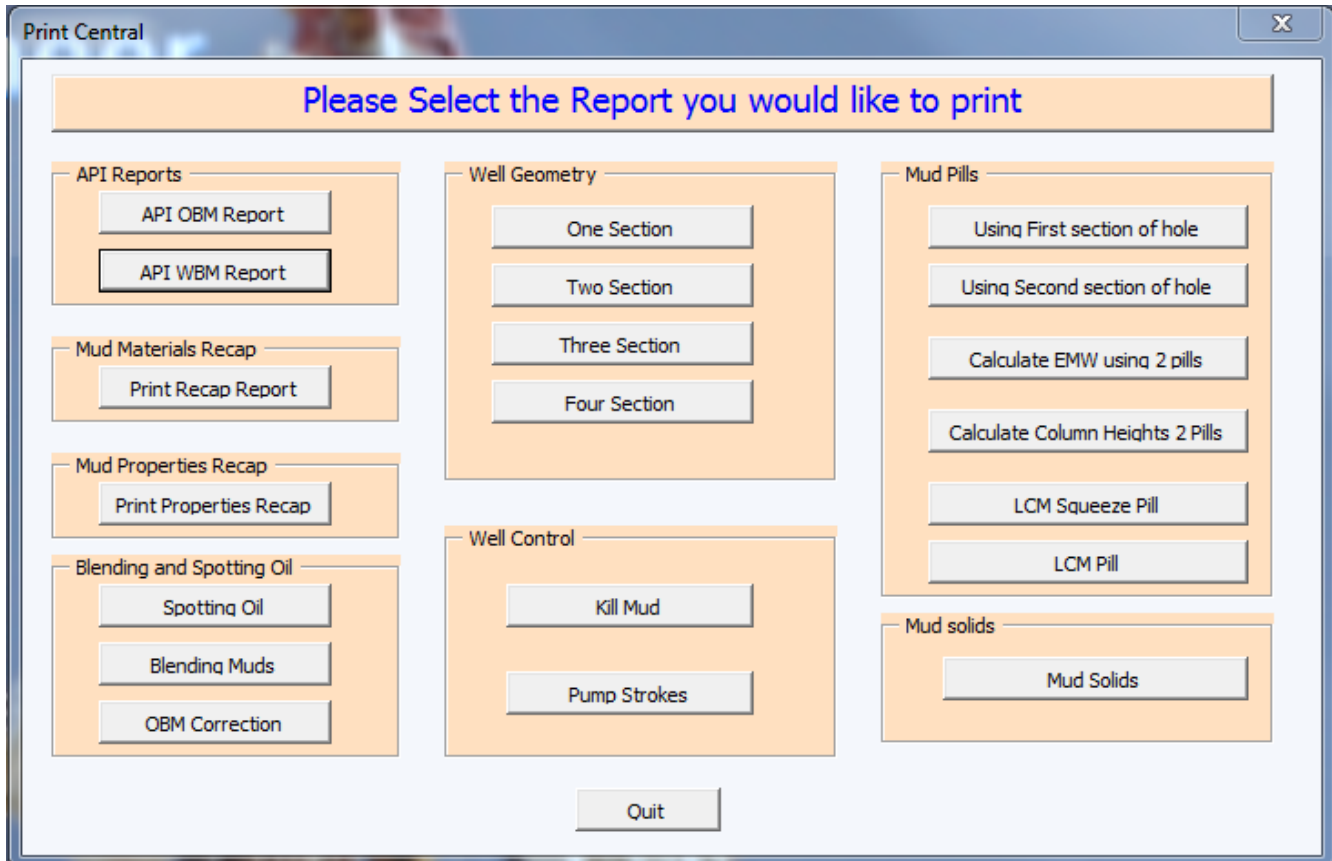 Print Central
X
Please Select the Report you would like to print
API Reports
API OBM Report
API WBM Report
Mud Materials Recap
Print Recap Report
Mud Properties Recap
Print Properties Recap
Blending and Spotting Oil
Spotting Oil
Blending Muds
OBM Correction
Well Geometry
One Section
Two Section
Three Section
Four Section
Well Control
Kill Mud
Pump Strokes
Mud Pills
Using First section of hole
Using Second section of hole
Calculate EMW using 2 pills
Calculate Column Heights 2 Pills
LCM Squeeze Pill
LCM Pill
Mud solids
Mud Solids
Quit